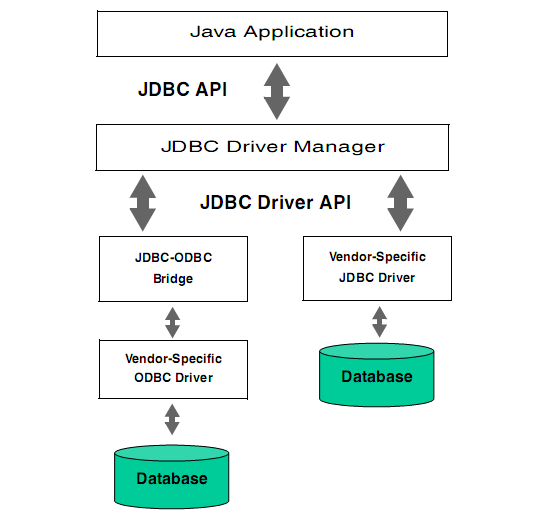 Java Application
JDBC API
JDBC Driver Manager
JDBC Driver API
JDBC-ODBC
Bridge
Vendor-Specific
JDBC Driver
Vendor-Specific
ODBC Driver
Database
Database